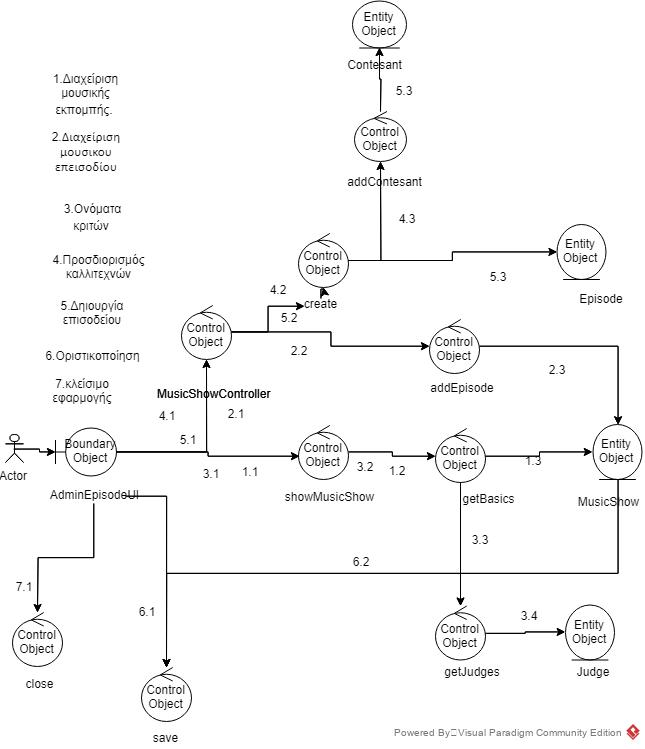 Entity
Object
Contesant
5.3
1.Διαχείριση
μουσικής
εκπομπής.
Control
Object
addContesant
2.Διαχείριση
μουσικου
επεισοδίου
4.3
3.Ονόματα
κριτών
Control
Object
Entity
Object
5.3
4.Προσδιορισμός
καλλιτεχνών
4.2
create
Episode
5.Δηιουργία
επισοδείου
5.2
Control
Object
2.2
Control
Object
6.Οριστικοποίηση
addEpisode
2.3
7.κλείσιμο
εφαρμογής
MusicShowController
4.1
2.1
5.1
Boundary
Object
3.1
1.1
Control
Object
3.2
1.2
Control
Object
1.3
Entity
Object
Actor
AdminEpisodeUI
showMusicShow
getBasics
MusicShow
3.3
6.2
7.1
6.1
3.4
Control
Object
close
Control
Object
getJudges
Entity
Object
Judge
Control
Object
save
Powered By Visual Paradigm Community Edition